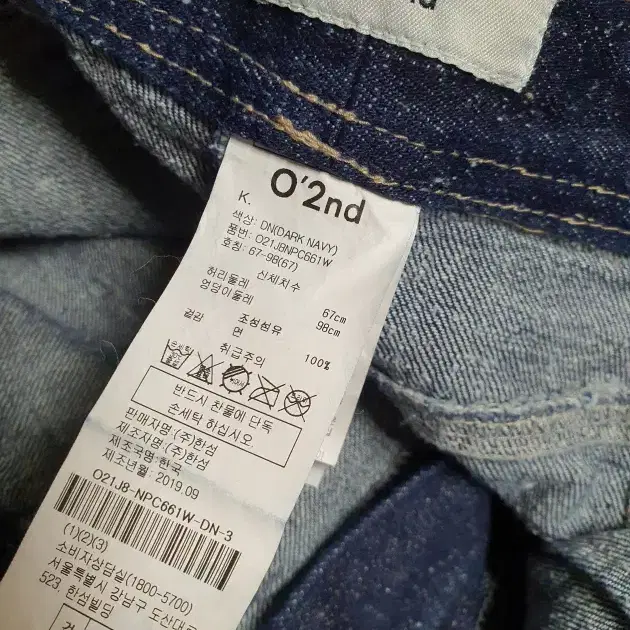 nd
O'2nd
K.
색상: DN(DARK NAVY)
품번: O21J8NPC661W
호칭: 67-98(67)
신체치수
허리둘레 67cm
엉덩이둘레 98cm
조성섬유
겉감 면 100%
취급주의
반드시 찬물에 단독
손세탁 하십시오
판매자명:(주)한섬
제조자명:(주)한섬
제조국명:한국
제조년월: 2019.09
O21J8-NPC661W-DN-3
(1)(2)(3)
소비자상담실(1800-5700)
서울특별시 강남구 도산대로
523 한섬빌딩